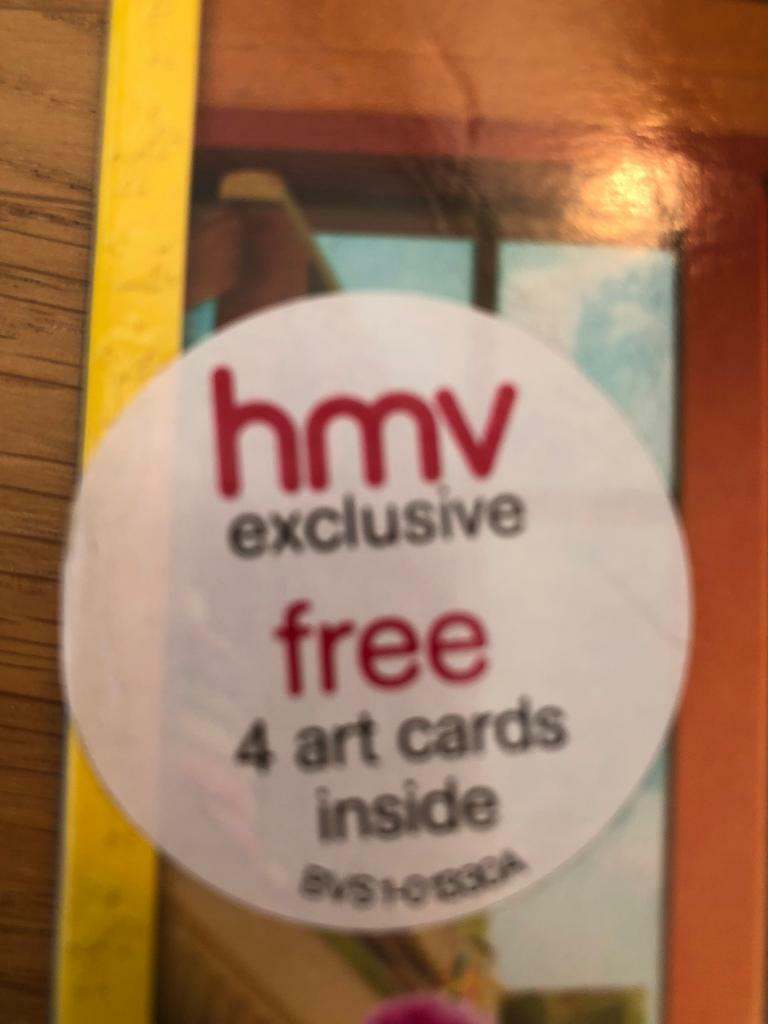 hmv
exclusive
free
4 art cards
inside